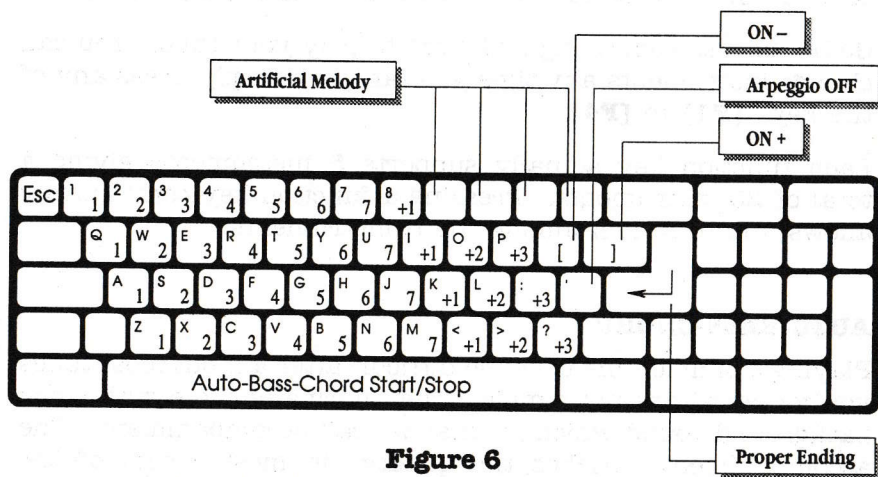 ON –
Artificial Melody
Arpeggio OFF
ON +
Esc 1 1 2 2 3 3 4 4 5 5 6 6 7 7 8 +1
Q 1 W 2 E 3 R 4 T 5 Y 6 U 7 I +1 O +2 P +3 [ ]
A 1 S 2 D 3 F 4 G 5 H 6 J 7 K +1 L +2 : +3 '
Z 1 X 2 C 3 V 4 B 5 N 6 M 7 < +1 > +2 ? +3
Auto-Bass-Chord Start/Stop
Figure 6
Proper Ending